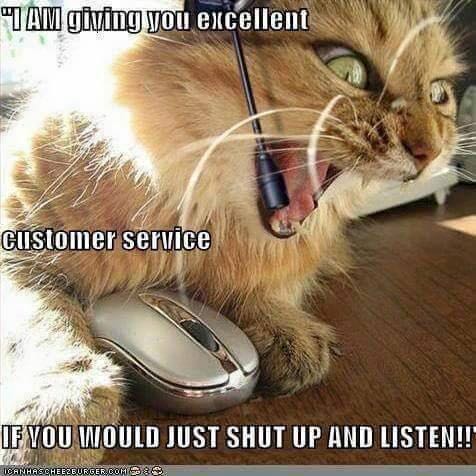 "I AM giving you excellent
customer service
IF YOU WOULD JUST SHUT UP AND LISTEN!!"
ICANHASCHEEZBURGER.COM